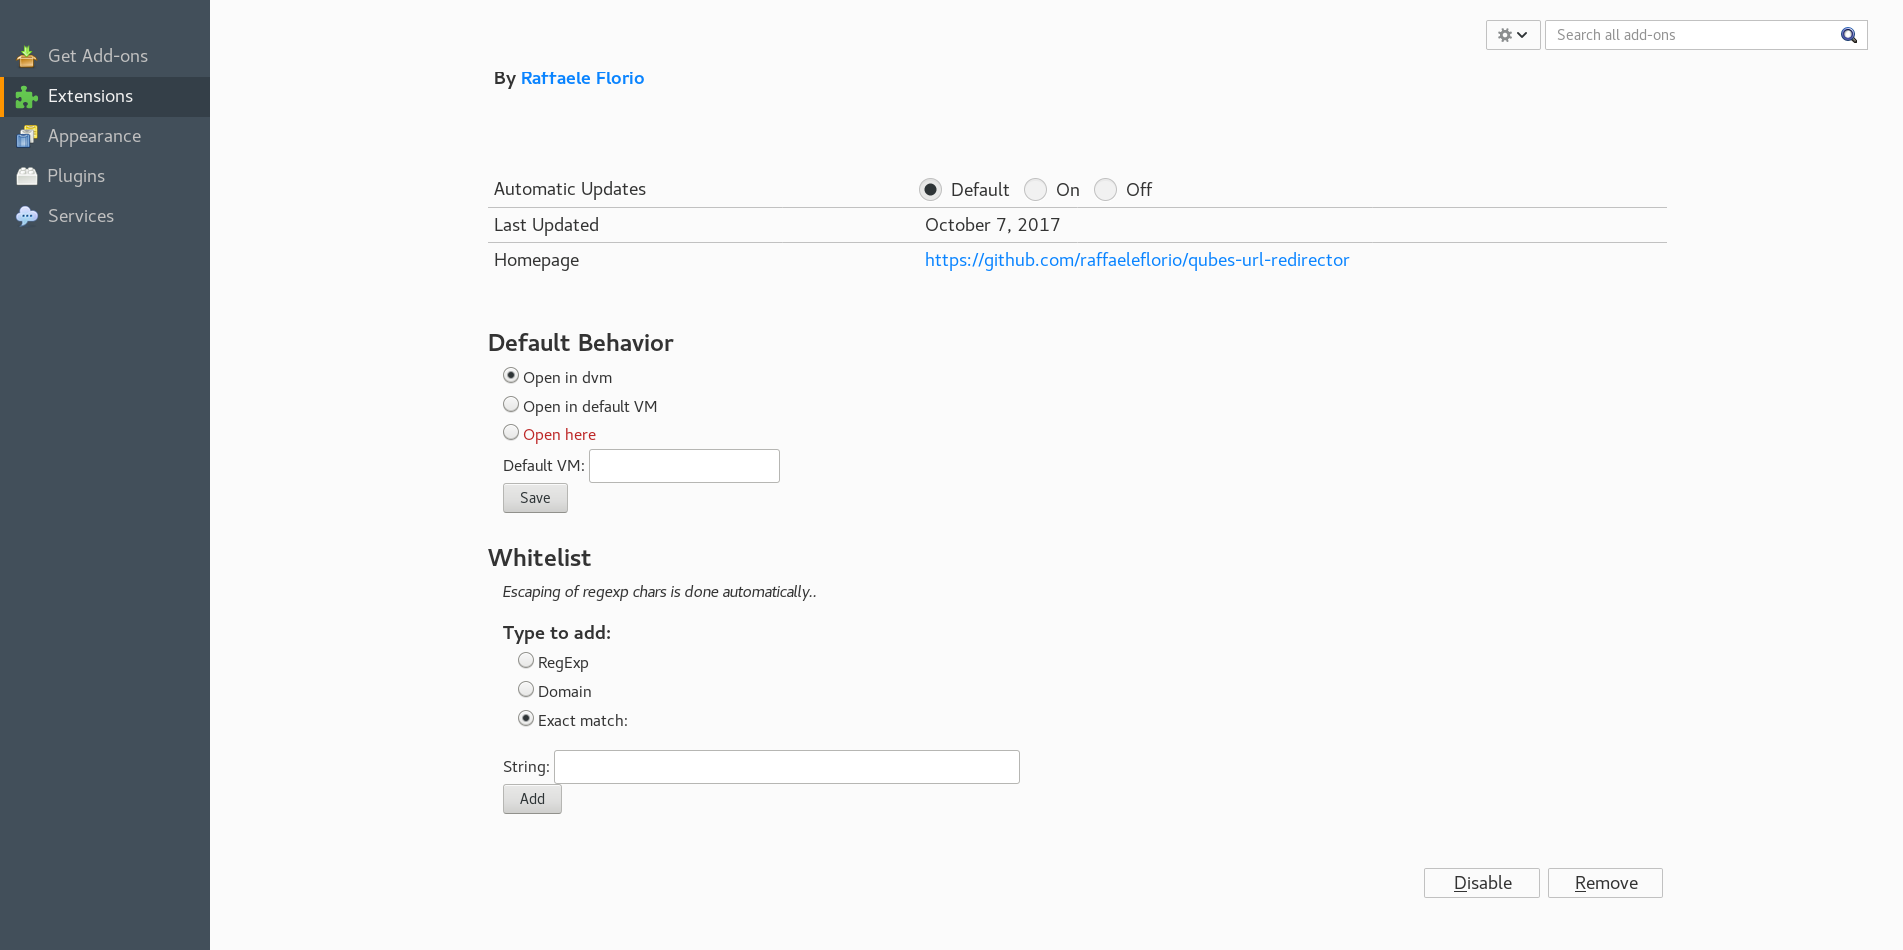 Get Add-ons
Extensions
Appearance
Plugins
Services
Search all add-ons
By Raffaele Florio
Automatic Updates Default On Off
Last Updated October 7, 2017
Homepage https://github.com/raffaeleflorio/qubes-url-redirector
Default Behavior
Open in dvm
Open in default VM
Open here
Default VM:
Save
Whitelist
Escaping of regexp chars is done automatically..
Type to add:
RegExp
Domain
Exact match:
String:
Add
Disable Remove